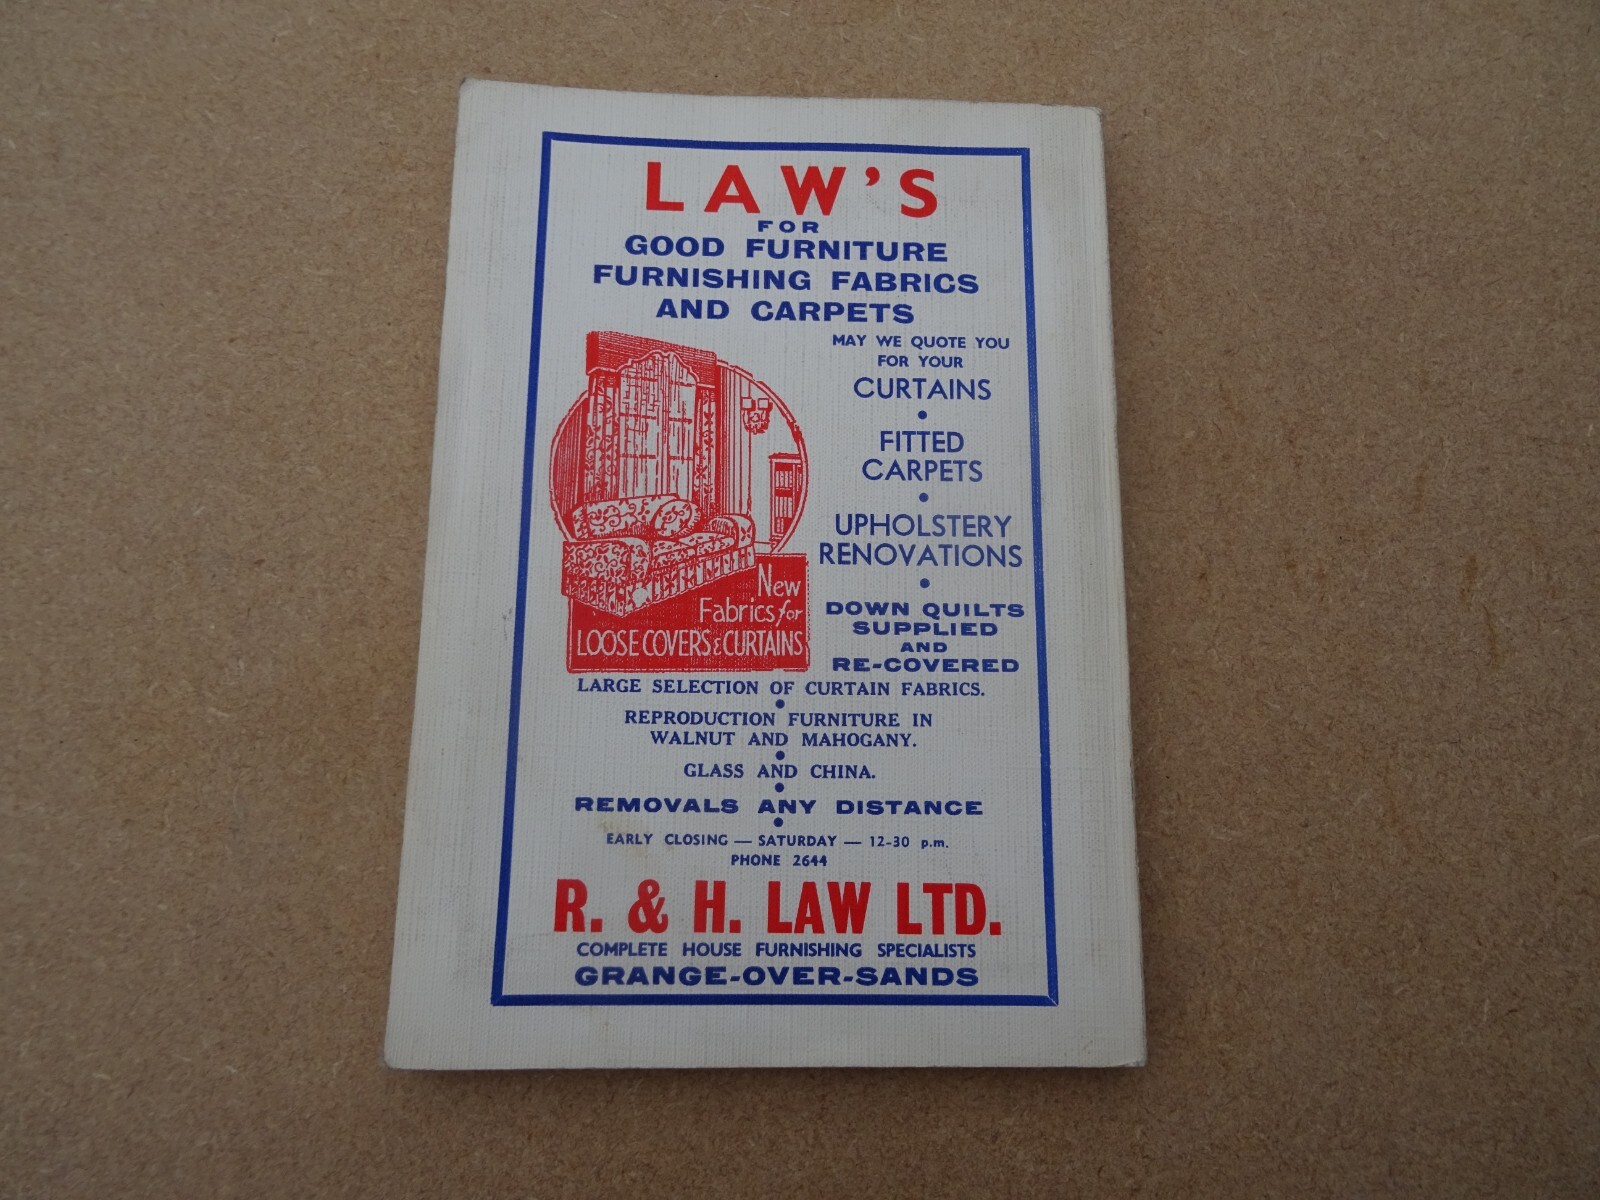 LAW'S
FOR
GOOD FURNITURE
FURNISHING FABRICS
AND CARPETS
MAY WE QUOTE YOU
FOR YOUR
CURTAINS
•
FITTED
CARPETS
•
UPHOLSTERY
RENOVATIONS
•
DOWN QUILTS
SUPPLIED
AND
RE-COVERED
New
Fabrics for
LOOSE COVERS & CURTAINS
LARGE SELECTION OF CURTAIN FABRICS.
•
REPRODUCTION FURNITURE IN
WALNUT AND MAHOGANY.
•
GLASS AND CHINA.
•
REMOVALS ANY DISTANCE
•
EARLY CLOSING — SATURDAY — 12-30 p.m.
PHONE 2644
R. & H. LAW LTD.
COMPLETE HOUSE FURNISHING SPECIALISTS
GRANGE-OVER-SANDS